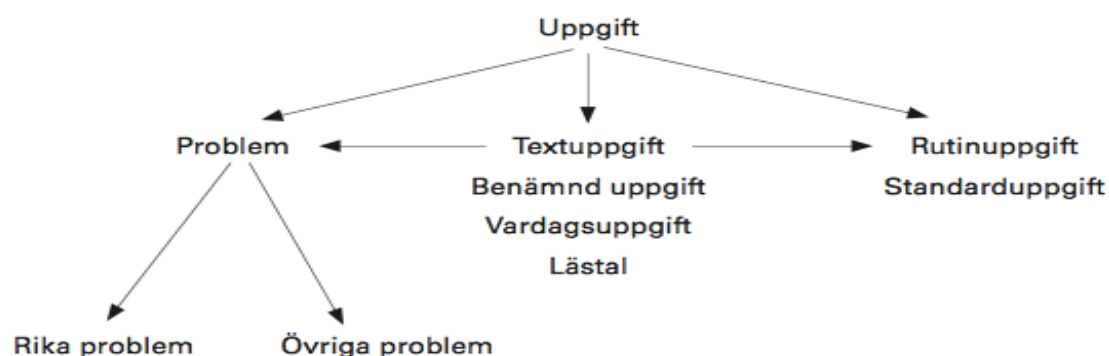 Uppgift
Problem
Textuppgift
Rutinuppgift
Benämnd uppgift
Standarduppgift
Vardagsuppgift
Lästal
Rika problem
Övriga problem